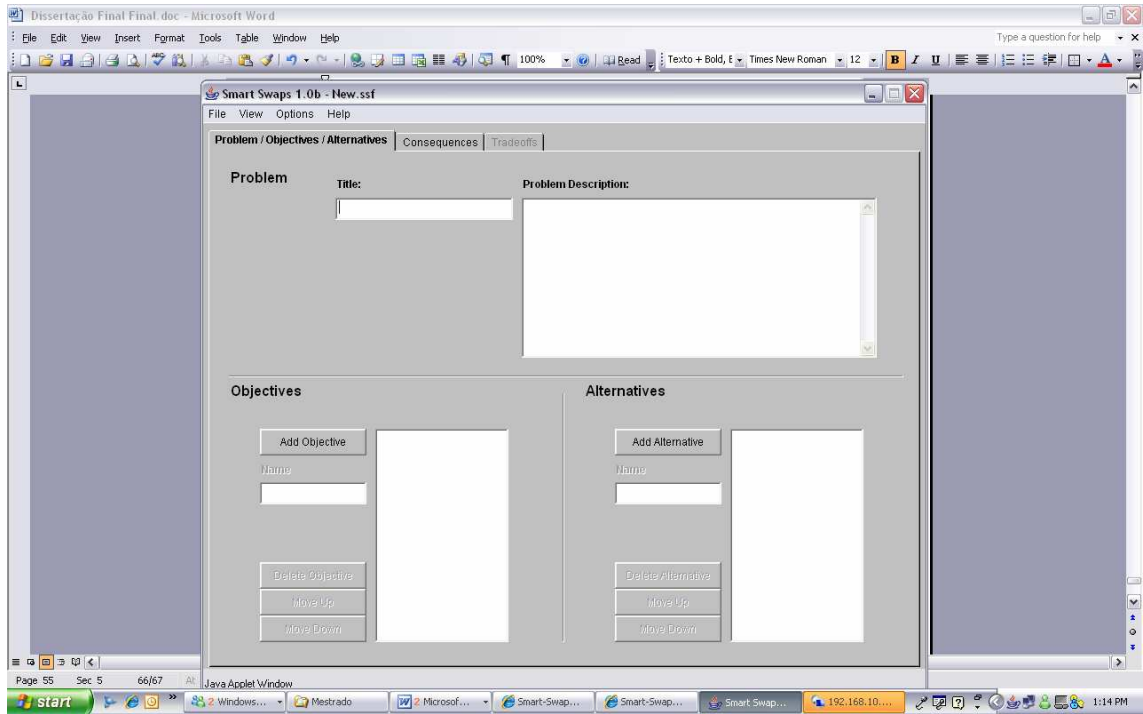 Dissertação Final Final.doc - Microsoft Word
File Edit View Insert Format Tools Table Window Help Type a question for help
100% Read Texto + Bold, E Times New Roman 12 B I U
Smart Swaps 1.0b - New.ssf
File View Options Help
Problem / Objectives / Alternatives Consequences Tradeoffs
Problem Title: Problem Description:
Objectives Alternatives
Add Objective Add Alternative
Name Name
Delete Objective Delete Alternative
Move Up Move Up
Move Down Move Down
Page 55 Sec 5 66/67 At Java Applet Window
start 2 Windows... Mestrado 2 Microsof... Smart-Swap... Smart-Swap... Smart Swap... 192.168.10.... 1:14 PM